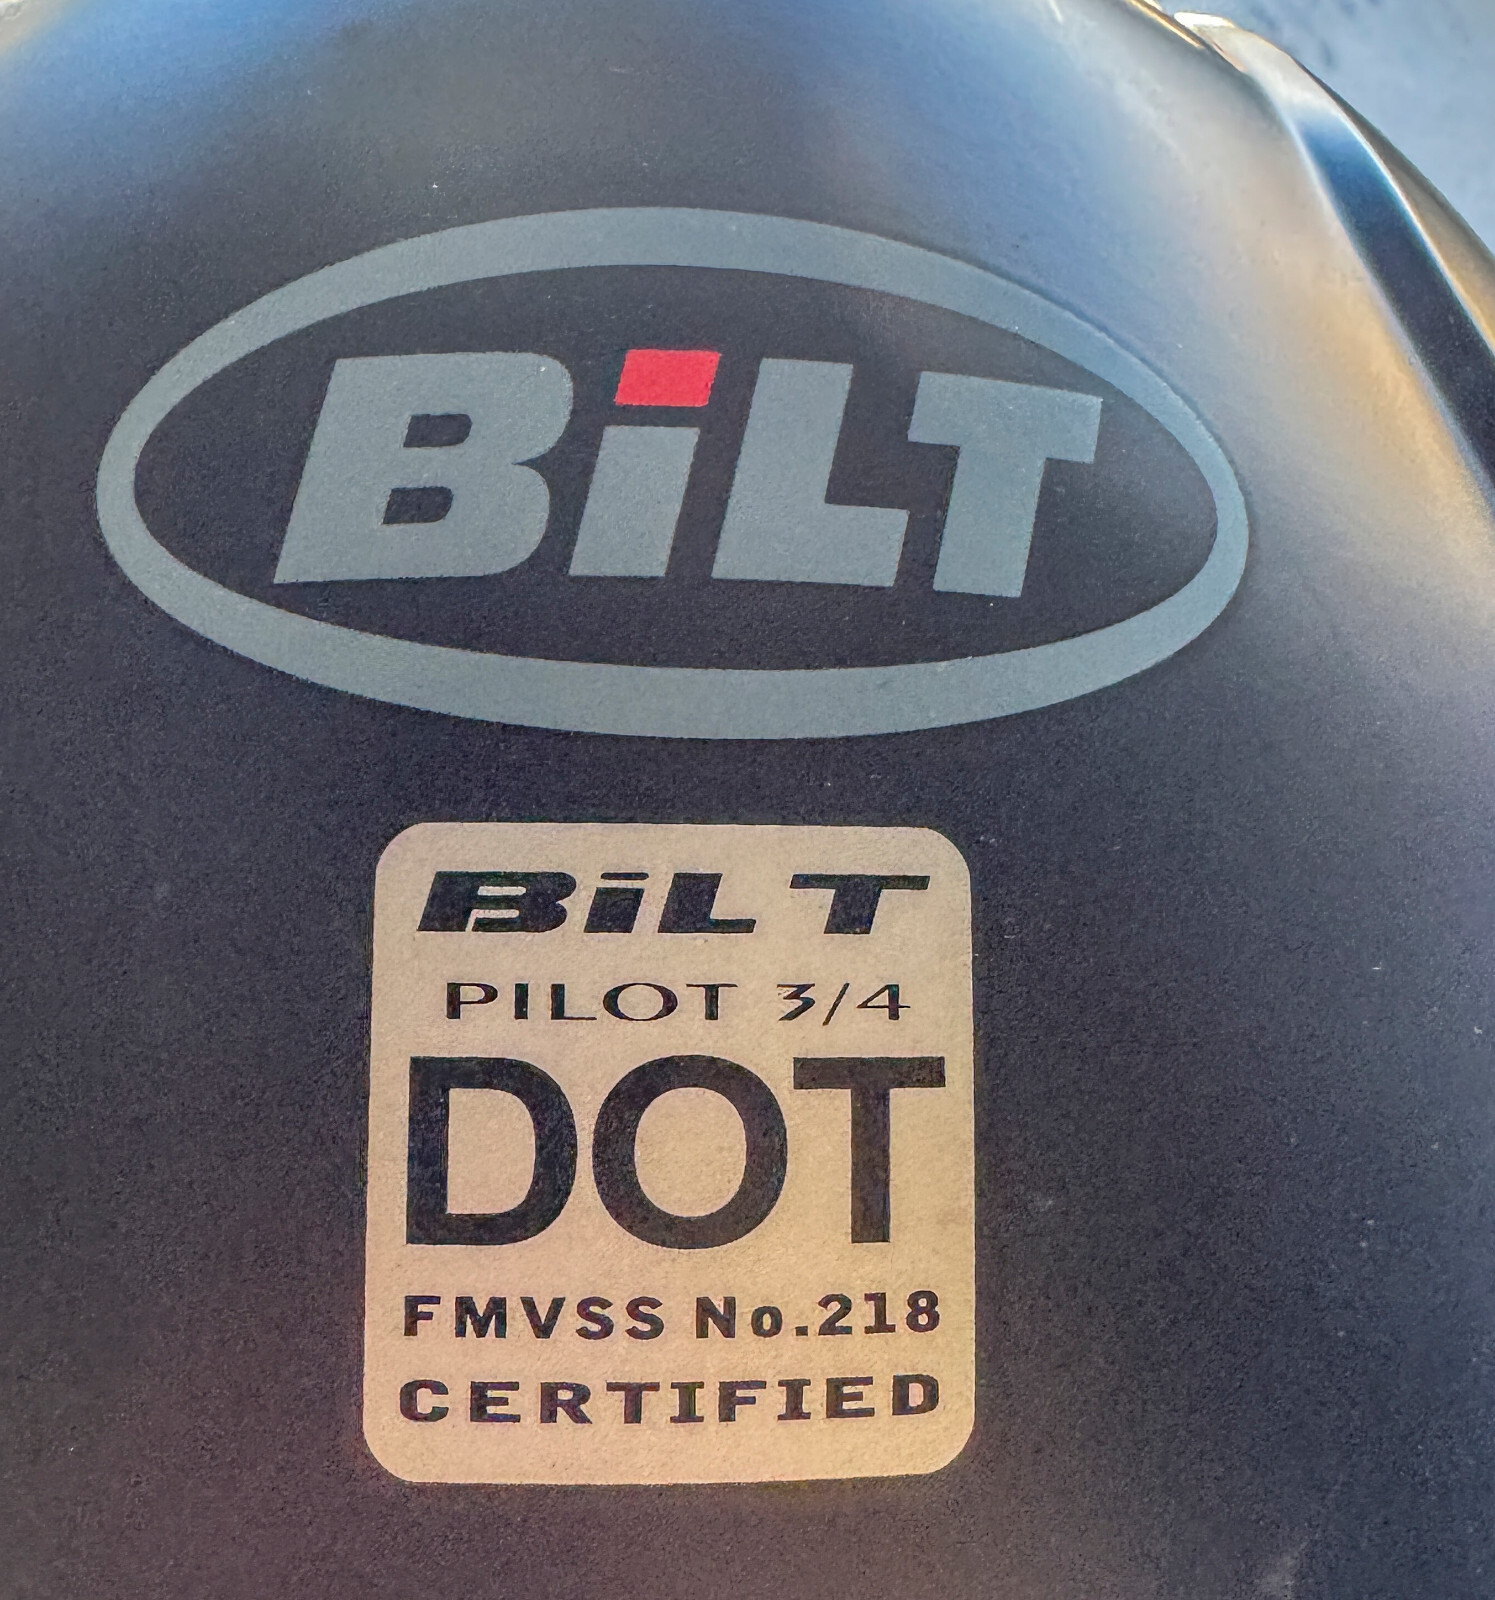 BiLT
BiLT
PILOT 3/4
DOT
FMVSS No.218
CERTIFIED